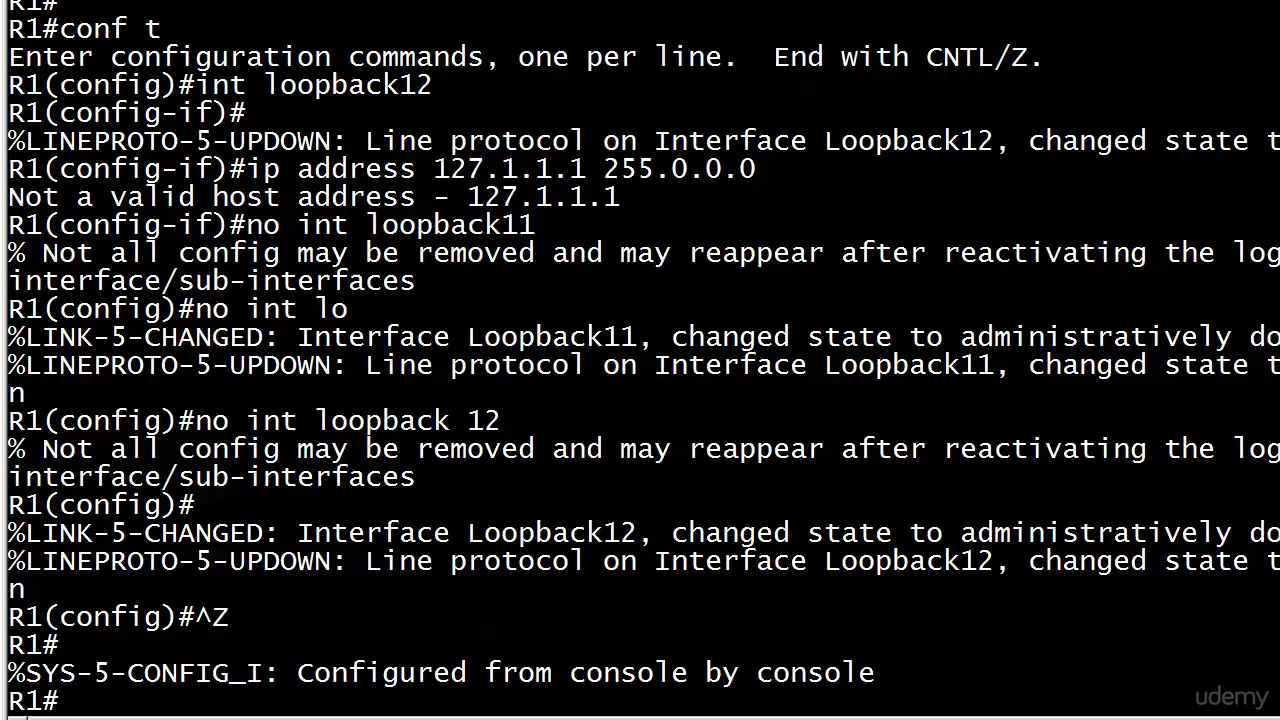 R1#
R1#conf t
Enter configuration commands, one per line.  End with CNTL/Z.
R1(config)#int loopback12
R1(config-if)#
%LINEPROTO-5-UPDOWN: Line protocol on Interface Loopback12, changed state t
R1(config-if)#ip address 127.1.1.1 255.0.0.0
Not a valid host address - 127.1.1.1
R1(config-if)#no int loopback11
% Not all config may be removed and may reappear after reactivating the log
interface/sub-interfaces
R1(config)#no int lo
%LINK-5-CHANGED: Interface Loopback11, changed state to administratively do
%LINEPROTO-5-UPDOWN: Line protocol on Interface Loopback11, changed state t
n
R1(config)#no int loopback 12
% Not all config may be removed and may reappear after reactivating the log
interface/sub-interfaces
R1(config)#
%LINK-5-CHANGED: Interface Loopback12, changed state to administratively do
%LINEPROTO-5-UPDOWN: Line protocol on Interface Loopback12, changed state t
n
R1(config)#^Z
R1#
%SYS-5-CONFIG_I: Configured from console by console
R1#
udemy